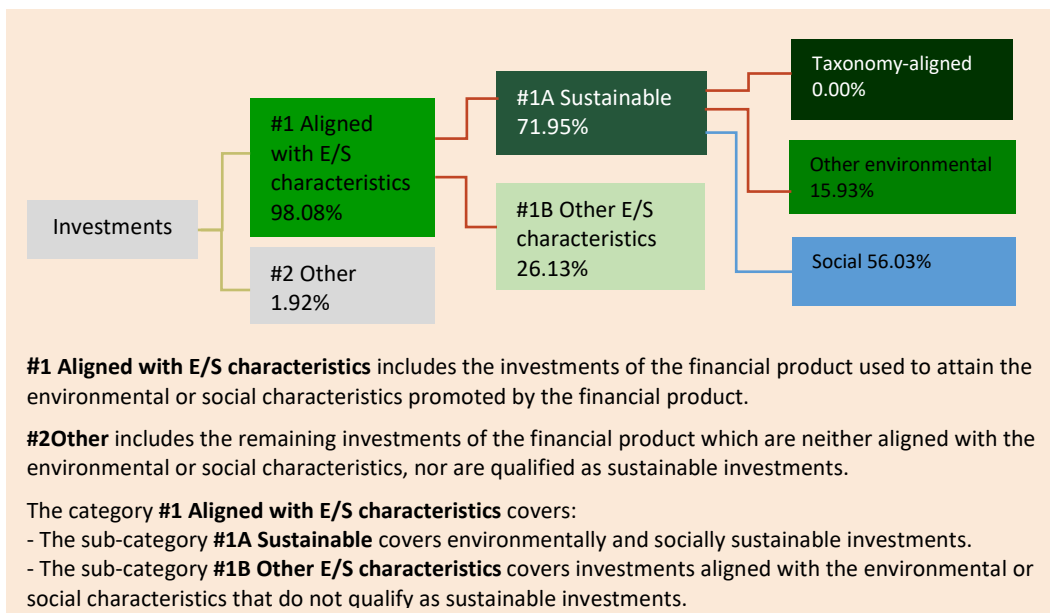 Investments
#1 Aligned
with E/S
characteristics
98.08%
#2 Other
1.92%
#1A Sustainable
71.95%
#1B Other E/S
characteristics
26.13%
Taxonomy-aligned
0.00%
Other environmental
15.93%
Social 56.03%
#1 Aligned with E/S characteristics includes the investments of the financial product used to attain the
environmental or social characteristics promoted by the financial product.
#2Other includes the remaining investments of the financial product which are neither aligned with the
environmental or social characteristics, nor are qualified as sustainable investments.
The category #1 Aligned with E/S characteristics covers:
- The sub-category #1A Sustainable covers environmentally and socially sustainable investments.
- The sub-category #1B Other E/S characteristics covers investments aligned with the environmental or
social characteristics that do not qualify as sustainable investments.